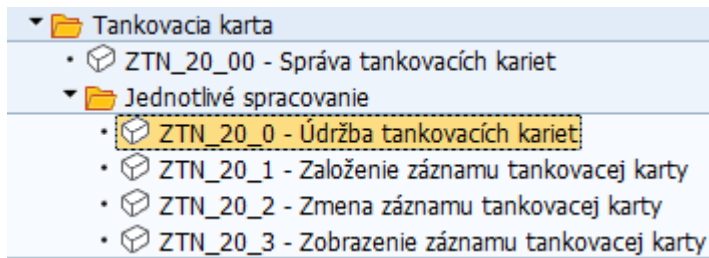 Tankovacia karta
ZTN_20_00 - Správa tankovacích kariet
Jednotlivé spracovanie
ZTN_20_0 - Údržba tankovacích kariet
ZTN_20_1 - Založenie záznamu tankovacej karty
ZTN_20_2 - Zmena záznamu tankovacej karty
ZTN_20_3 - Zobrazenie záznamu tankovacej karty